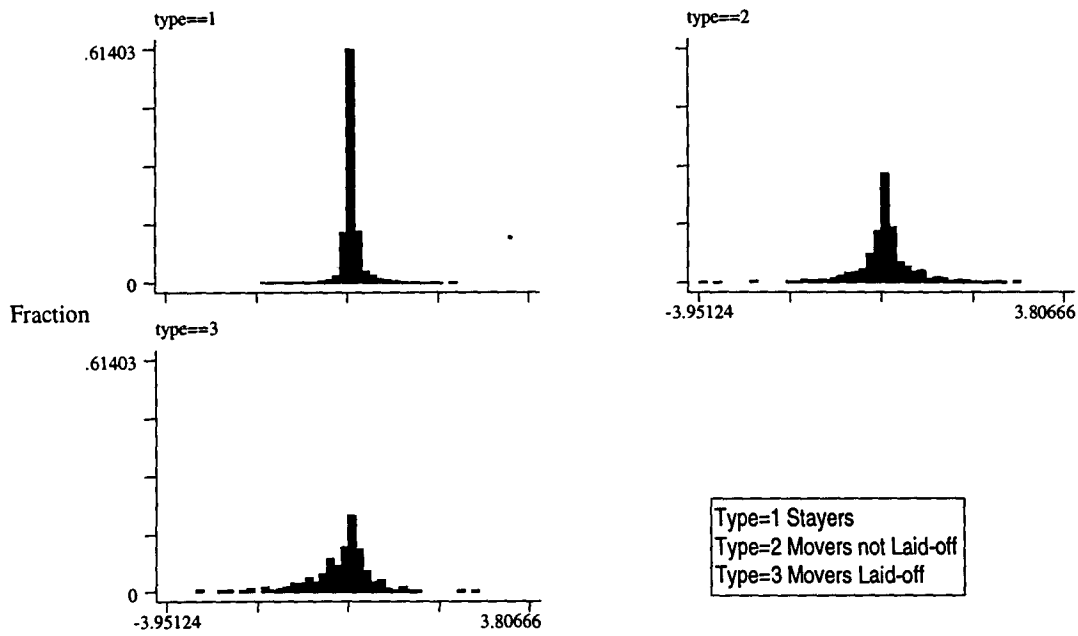 type==1
type==2
.61403
0
-3.95124
3.80666
Fraction
type==3
.61403
0
-3.95124
3.80666
Type=1 Stayers
Type=2 Movers not Laid-off
Type=3 Movers Laid-off